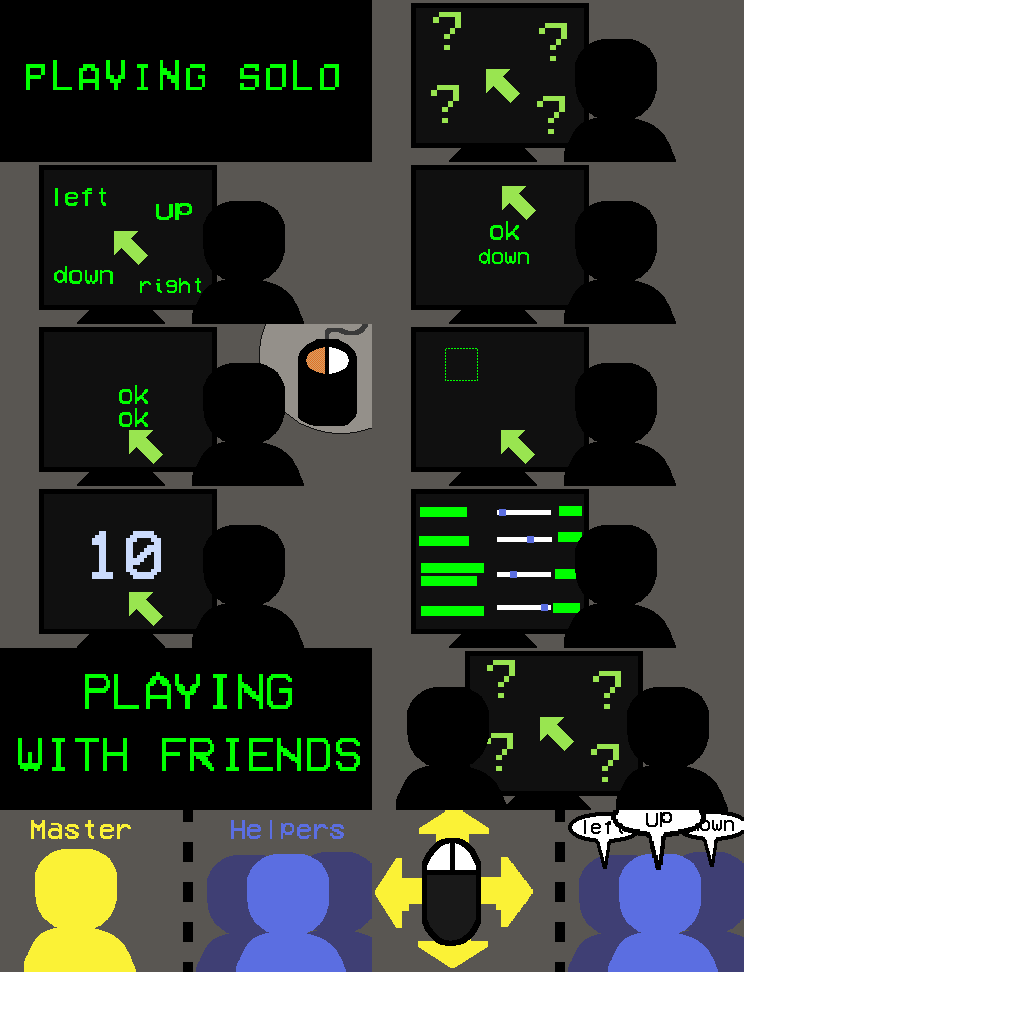 PLAYING SOLO
? ?
? ?
left
UP
down
right
ok
down
ok
ok
10
PLAYING
WITH FRIENDS
? ?
? ?
Master
Helpers
left
UP
down